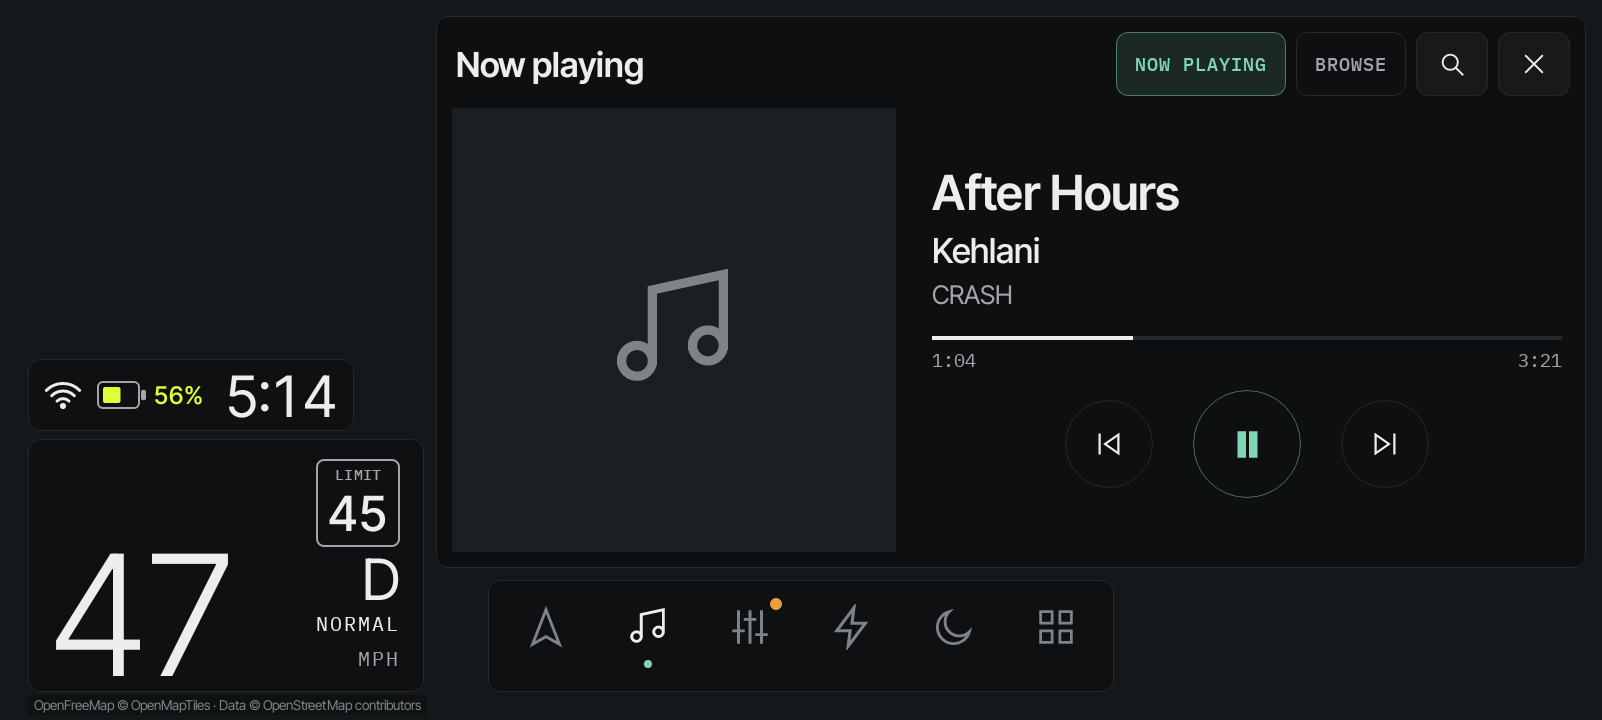 Now playing
NOW PLAYING
BROWSE
After Hours
Kehlani
CRASH
1:04
3:21
56%
5:14
LIMIT
45
47
D
NORMAL
MPH
OpenFreeMap © OpenMapTiles · Data © OpenStreetMap contributors